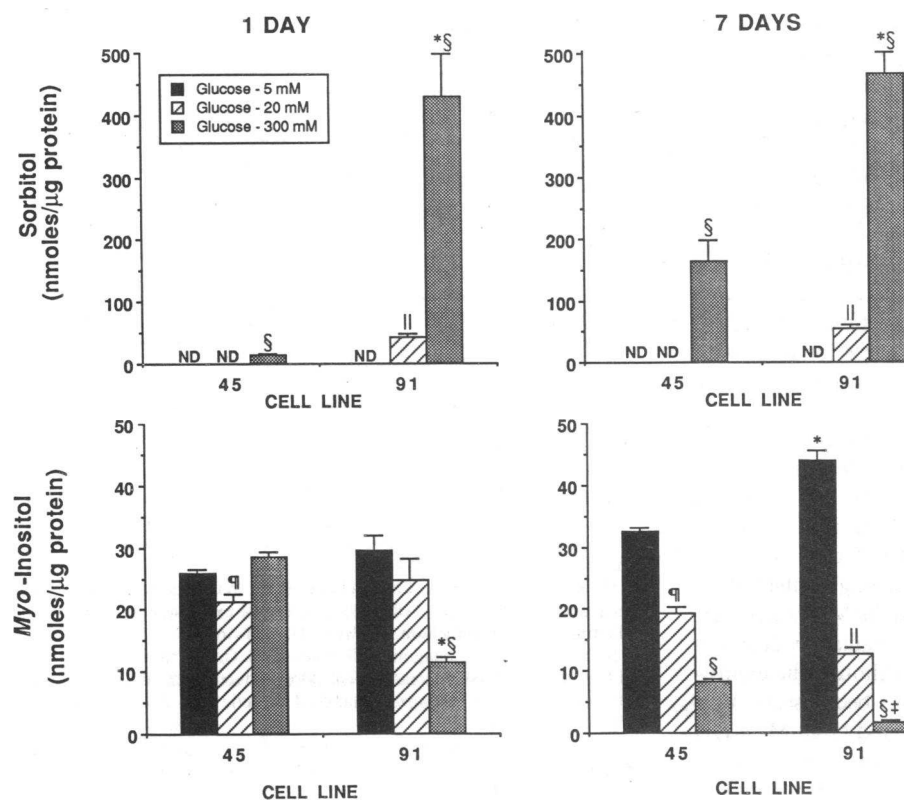 1 DAY
7 DAYS
Sorbitol
(nmoles/μg protein)
500
400
300
200
100
0
Glucose - 5 mM
Glucose - 20 mM
Glucose - 300 mM
ND ND § ND || *§
45 91
CELL LINE
500
400
300
200
100
0
ND ND § ND || *§
45 91
CELL LINE
Myo-Inositol
(nmoles/μg protein)
50
40
30
20
10
0
¶ *§
45 91
CELL LINE
50
40
30
20
10
0
¶ § * || §‡
45 91
CELL LINE